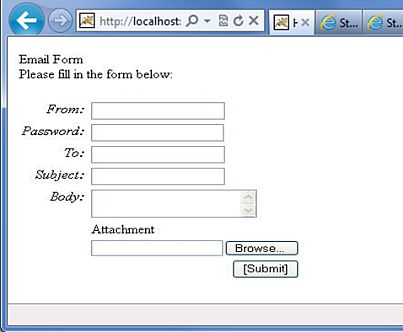 http://localhost:
St...
St...
Email Form
Please fill in the form below:
From:
Password:
To:
Subject:
Body:
Attachment
Browse...
[Submit]